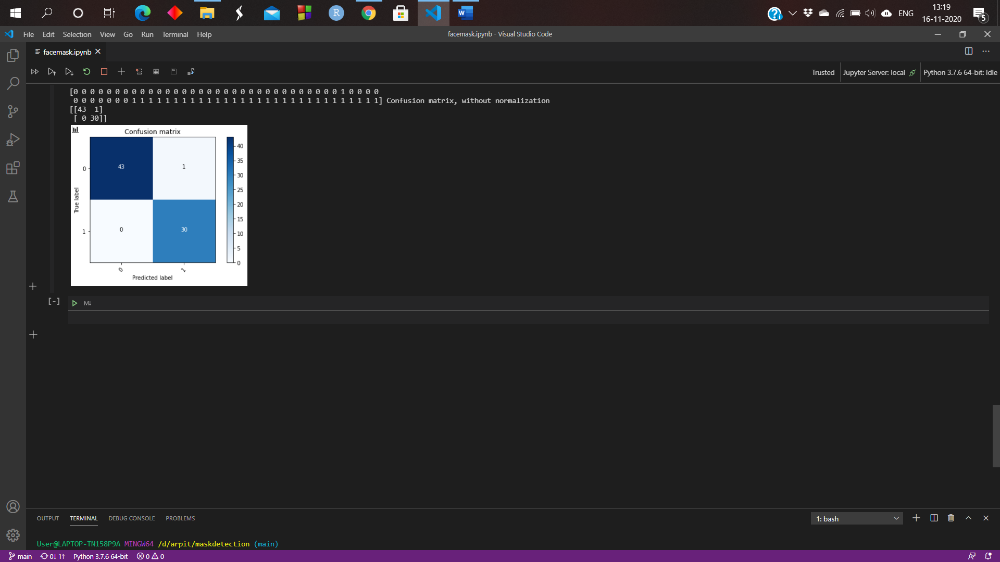 13:19
ENG
16-11-2020
5
File Edit Selection View Go Run Terminal Help
facemask.ipynb - Visual Studio Code
facemask.ipynb
Trusted
Jupyter Server: local
Python 3.7.6 64-bit: Idle
[0 0 0 0 0 0 0 0 0 0 0 0 0 0 0 0 0 0 0 0 0 0 0 0 0 0 0 0 0 0 0 0 1 0 0 0 0
0 0 0 0 0 0 0 1 1 1 1 1 1 1 1 1 1 1 1 1 1 1 1 1 1 1 1 1 1 1 1 1 1 1 1 1 1] Confusion matrix, without normalization
[[43 1]
[ 0 30]]
Confusion matrix
True label
0
1
43
1
0
30
0
1
Predicted label
40
35
30
25
20
15
10
5
0
[-]
M↓
OUTPUT TERMINAL DEBUG CONSOLE PROBLEMS
1: bash
User@LAPTOP-TN158P9A MINGW64 /d/arpit/maskdetection (main)
main 0↓ 1↑ Python 3.7.6 64-bit 0 0